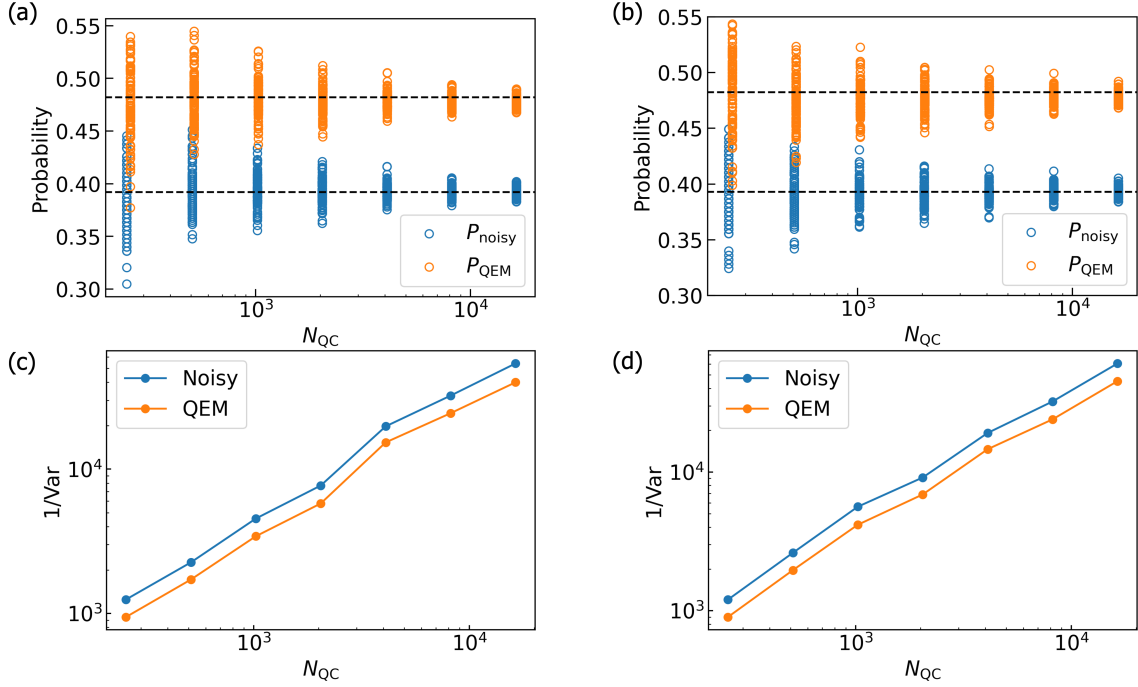 (a)
0.55
0.50
0.45
0.40
0.35
0.30
Probability
P_noisy
P_QEM
10^3
10^4
N_QC
(b)
0.55
0.50
0.45
0.40
0.35
0.30
Probability
P_noisy
P_QEM
10^3
10^4
N_QC
(c)
Noisy
QEM
10^4
10^3
1/Var
10^3
10^4
N_QC
(d)
Noisy
QEM
10^4
10^3
1/Var
10^3
10^4
N_QC